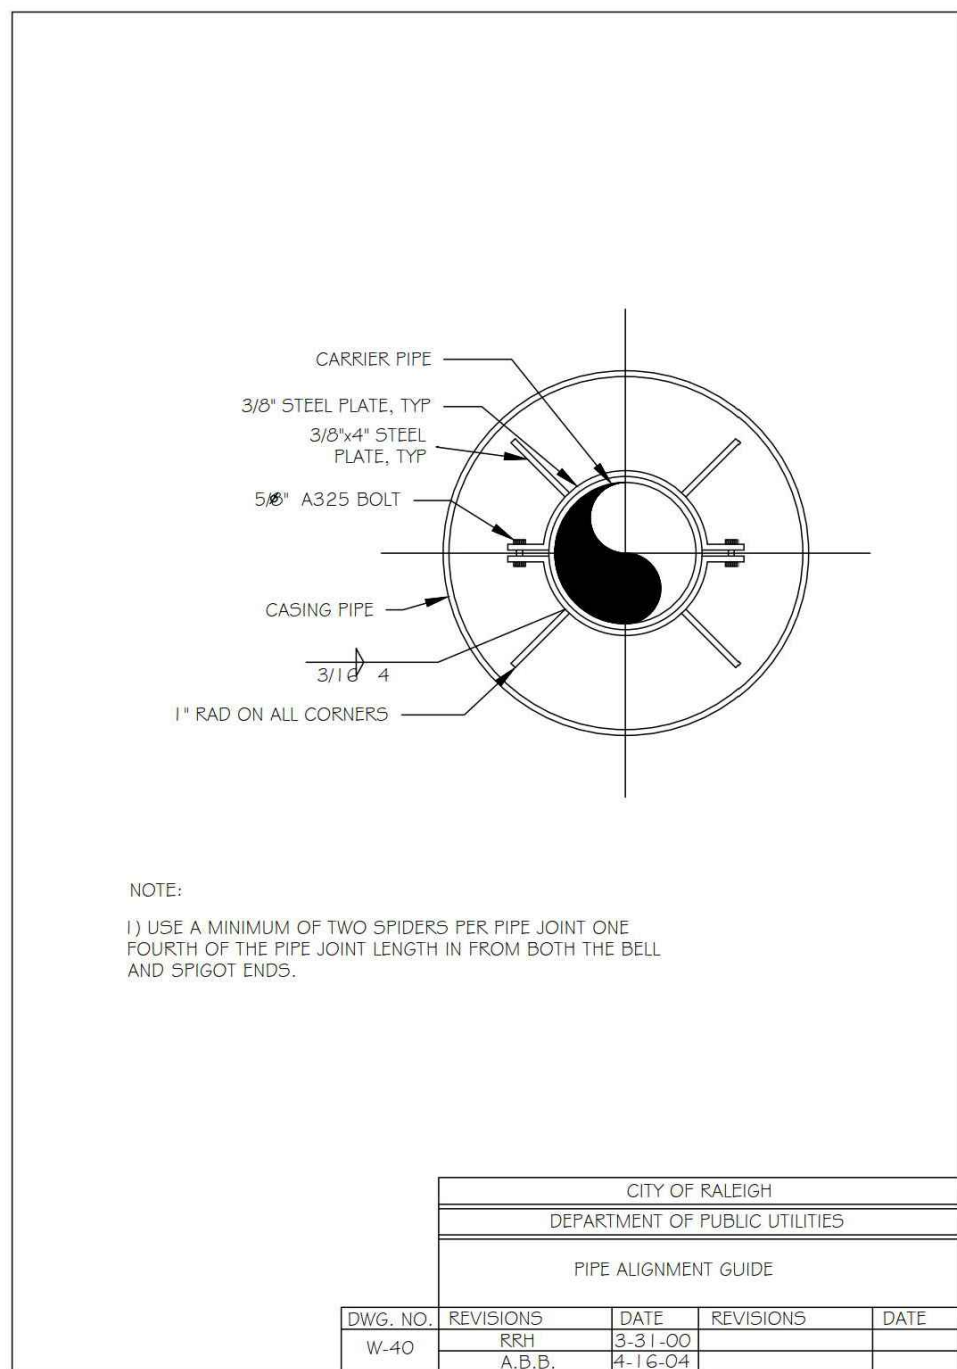 CARRIER PIPE
3/8" STEEL PLATE, TYP
3/8"x4" STEEL
PLATE, TYP
5/8"ø A325 BOLT
CASING PIPE
3/16 4
1" RAD ON ALL CORNERS
NOTE:
1) USE A MINIMUM OF TWO SPIDERS PER PIPE JOINT ONE
FOURTH OF THE PIPE JOINT LENGTH IN FROM BOTH THE BELL
AND SPIGOT ENDS.
CITY OF RALEIGH
DEPARTMENT OF PUBLIC UTILITIES
PIPE ALIGNMENT GUIDE
DWG. NO. REVISIONS DATE REVISIONS DATE
W-40
RRH 3-31-00
A.B.B. 4-16-04